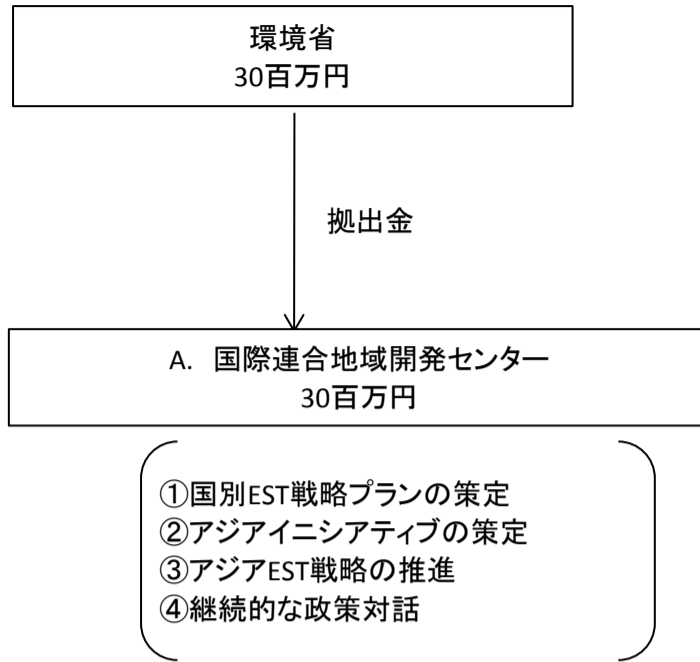 環境省
30百万円
拠出金
A. 国際連合地域開発センター
30百万円
①国別EST戦略プランの策定
②アジアイニシアティブの策定
③アジアEST戦略の推進
④継続的な政策対話